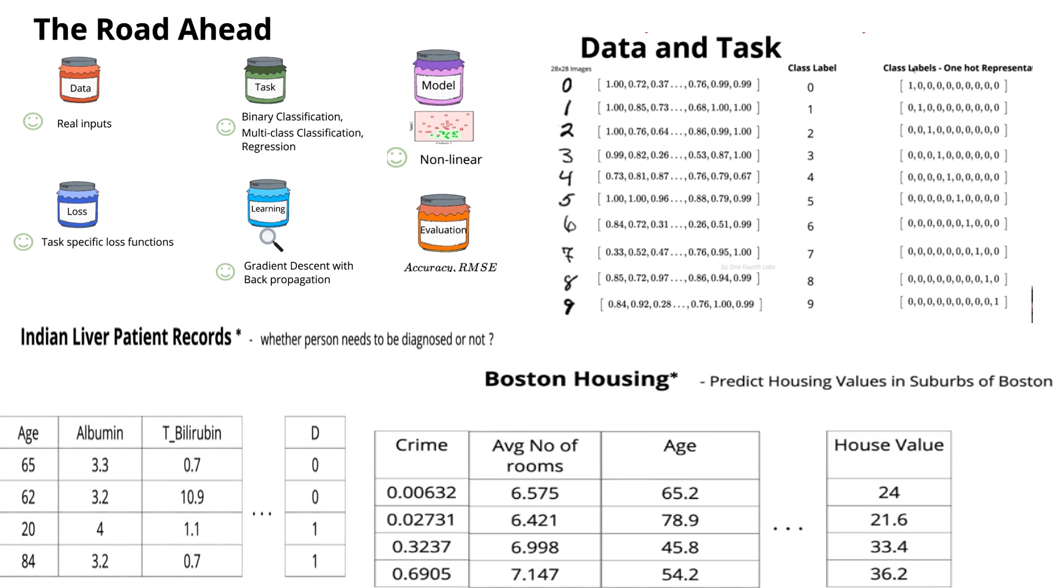 The Road Ahead
Data
Real inputs
Task
Binary Classification,
Multi-class Classification,
Regression
Model
Non-linear
Loss
Task specific loss functions
Learning
Gradient Descent with
Back propagation
Evaluation
Accuracy, RMSE
Data and Task
28x28 Images Class Label Class Labels - One hot Representa
0 [ 1.00, 0.72, 0.37 . . . , 0.76, 0.99, 0.99 ] 0 [ 1,0,0,0,0,0,0,0,0,0 ]
1 [ 1.00, 0.85, 0.73 . . . , 0.68, 1.00, 1.00 ] 1 [ 0,1,0,0,0,0,0,0,0,0 ]
2 [ 1.00, 0.76, 0.64 . . . , 0.86, 0.99, 1.00 ] 2 [ 0,0,1,0,0,0,0,0,0,0 ]
3 [ 0.99, 0.82, 0.26 . . . , 0.53, 0.87, 1.00 ] 3 [ 0,0,0,1,0,0,0,0,0,0 ]
4 [ 0.73, 0.81, 0.87 . . . , 0.76, 0.79, 0.67 ] 4 [ 0,0,0,0,1,0,0,0,0,0 ]
5 [ 1.00, 1.00, 0.96 . . . , 0.88, 0.79, 0.99 ] 5 [ 0,0,0,0,0,1,0,0,0,0 ]
6 [ 0.84, 0.72, 0.31 . . . , 0.26, 0.51, 0.99 ] 6 [ 0,0,0,0,0,0,1,0,0,0 ]
7 [ 0.33, 0.52, 0.47 . . . , 0.76, 0.95, 1.00 ] 7 [ 0,0,0,0,0,0,0,1,0,0 ]
(c) One Fourth Labs
8 [ 0.85, 0.72, 0.97 . . . , 0.86, 0.94, 0.99 ] 8 [ 0,0,0,0,0,0,0,0,1,0 ]
9 [ 0.84, 0.92, 0.28 . . . , 0.76, 1.00, 0.99 ] 9 [ 0,0,0,0,0,0,0,0,0,1 ]
Indian Liver Patient Records * - whether person needs to be diagnosed or not ?
Age Albumin T_Bilirubin D
65 3.3 0.7 0
62 3.2 10.9 0
. . .
20 4 1.1 1
84 3.2 0.7 1
Boston Housing* - Predict Housing Values in Suburbs of Boston
Crime Avg No of rooms Age House Value
0.00632 6.575 65.2 24
0.02731 6.421 78.9 . . . 21.6
0.3237 6.998 45.8 33.4
0.6905 7.147 54.2 36.2